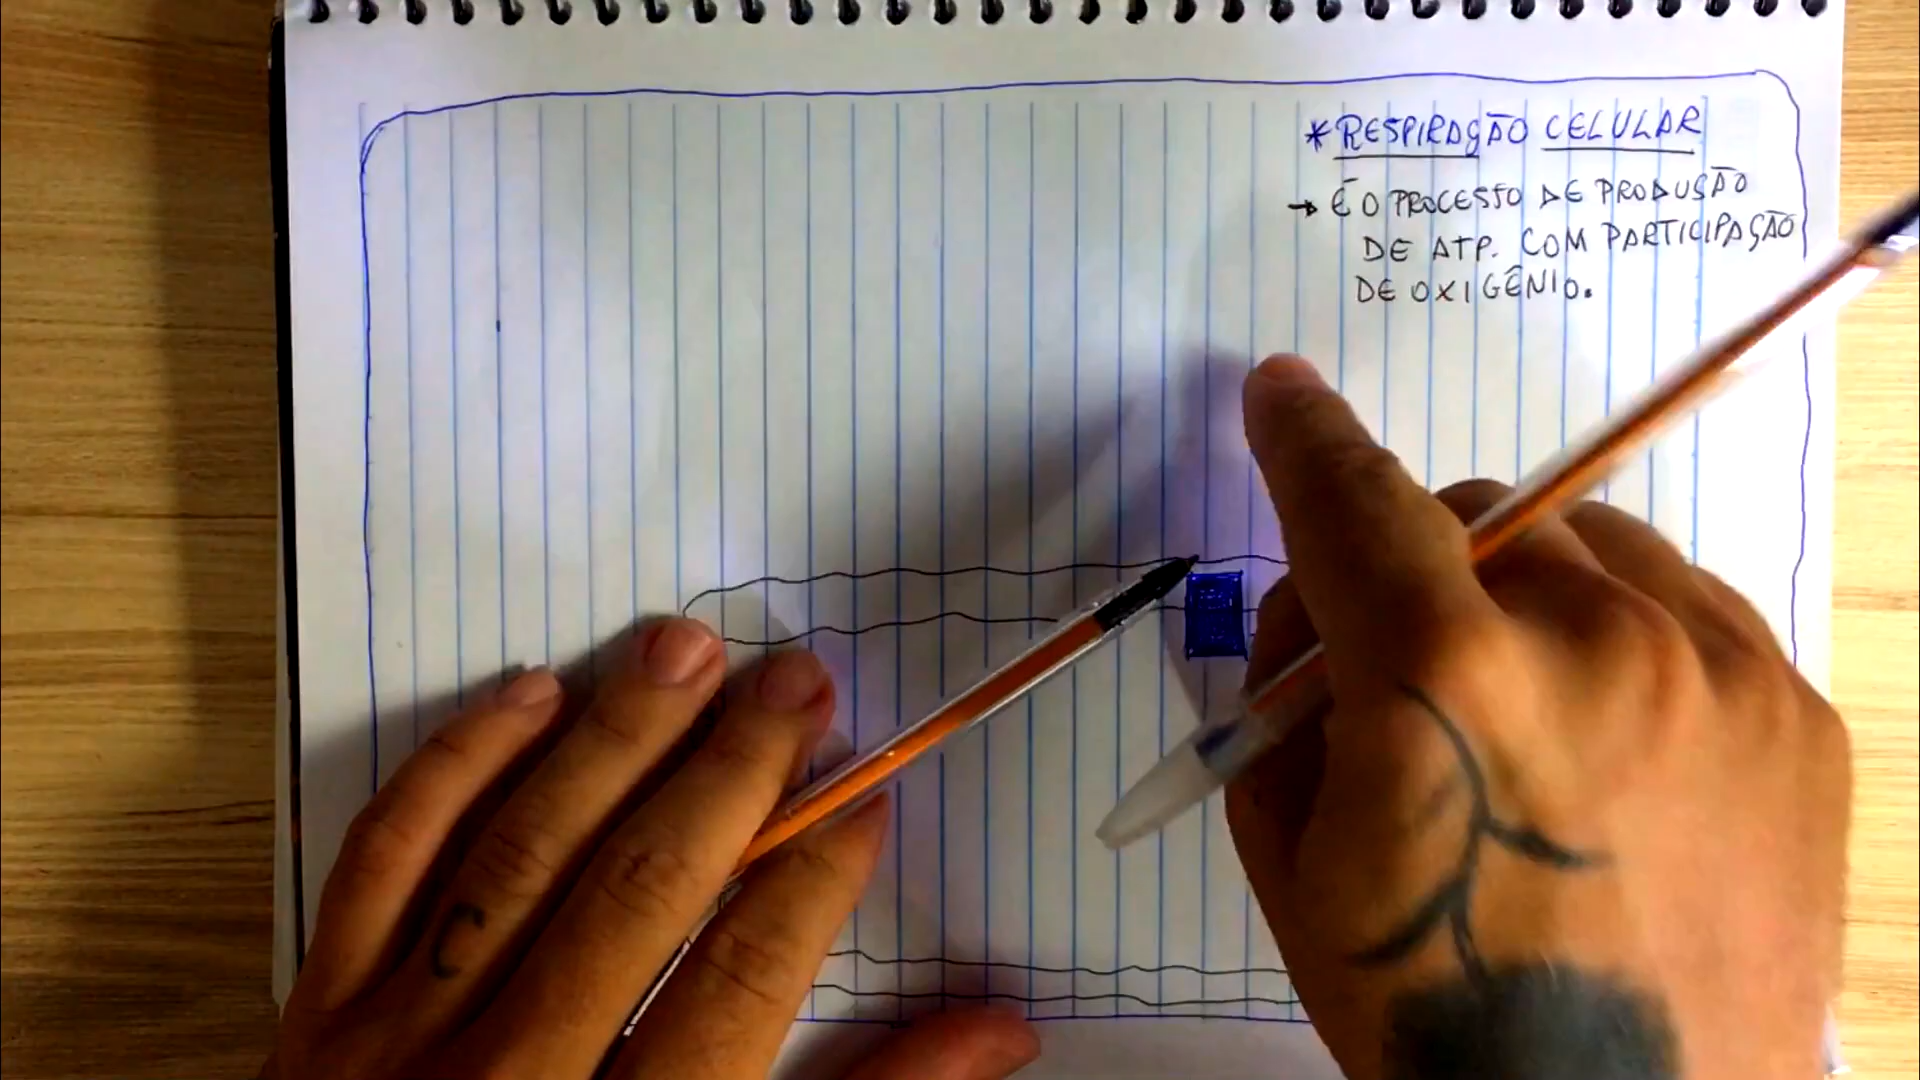 * RESPIRAÇÃO CELULAR
→ É O PROCESSO DE PRODUÇÃO
DE ATP. COM PARTICIPAÇÃO
DE OXIGÊNIO.
C